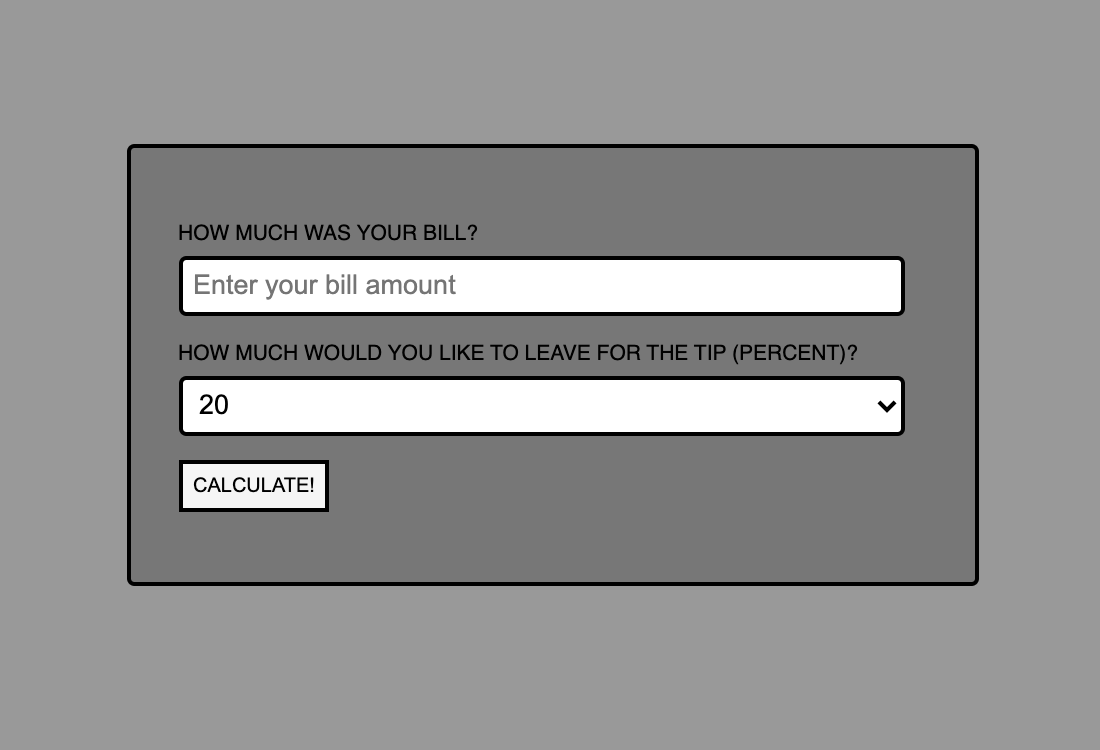 HOW MUCH WAS YOUR BILL?
Enter your bill amount
HOW MUCH WOULD YOU LIKE TO LEAVE FOR THE TIP (PERCENT)?
20
CALCULATE!